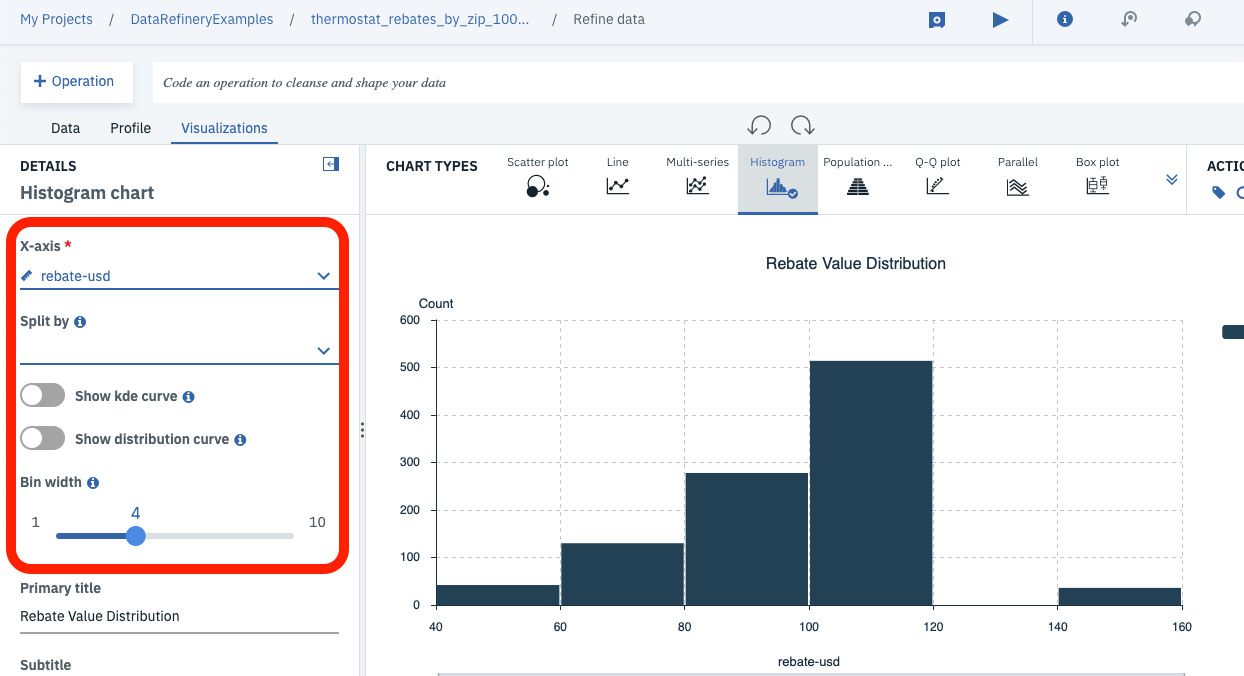 My Projects / DataRefineryExamples / thermostat_rebates_by_zip_100... / Refine data
+ Operation
Code an operation to cleanse and shape your data
Data Profile Visualizations
DETAILS
Histogram chart
X-axis *
rebate-usd
Split by
Show kde curve
Show distribution curve
Bin width
4
1 10
Primary title
Rebate Value Distribution
Subtitle
CHART TYPES
Scatter plot
Line
Multi-series
Histogram
Population ...
Q-Q plot
Parallel
Box plot
ACTIO
Rebate Value Distribution
Count
600
500
400
300
200
100
0
40 60 80 100 120 140 160
rebate-usd